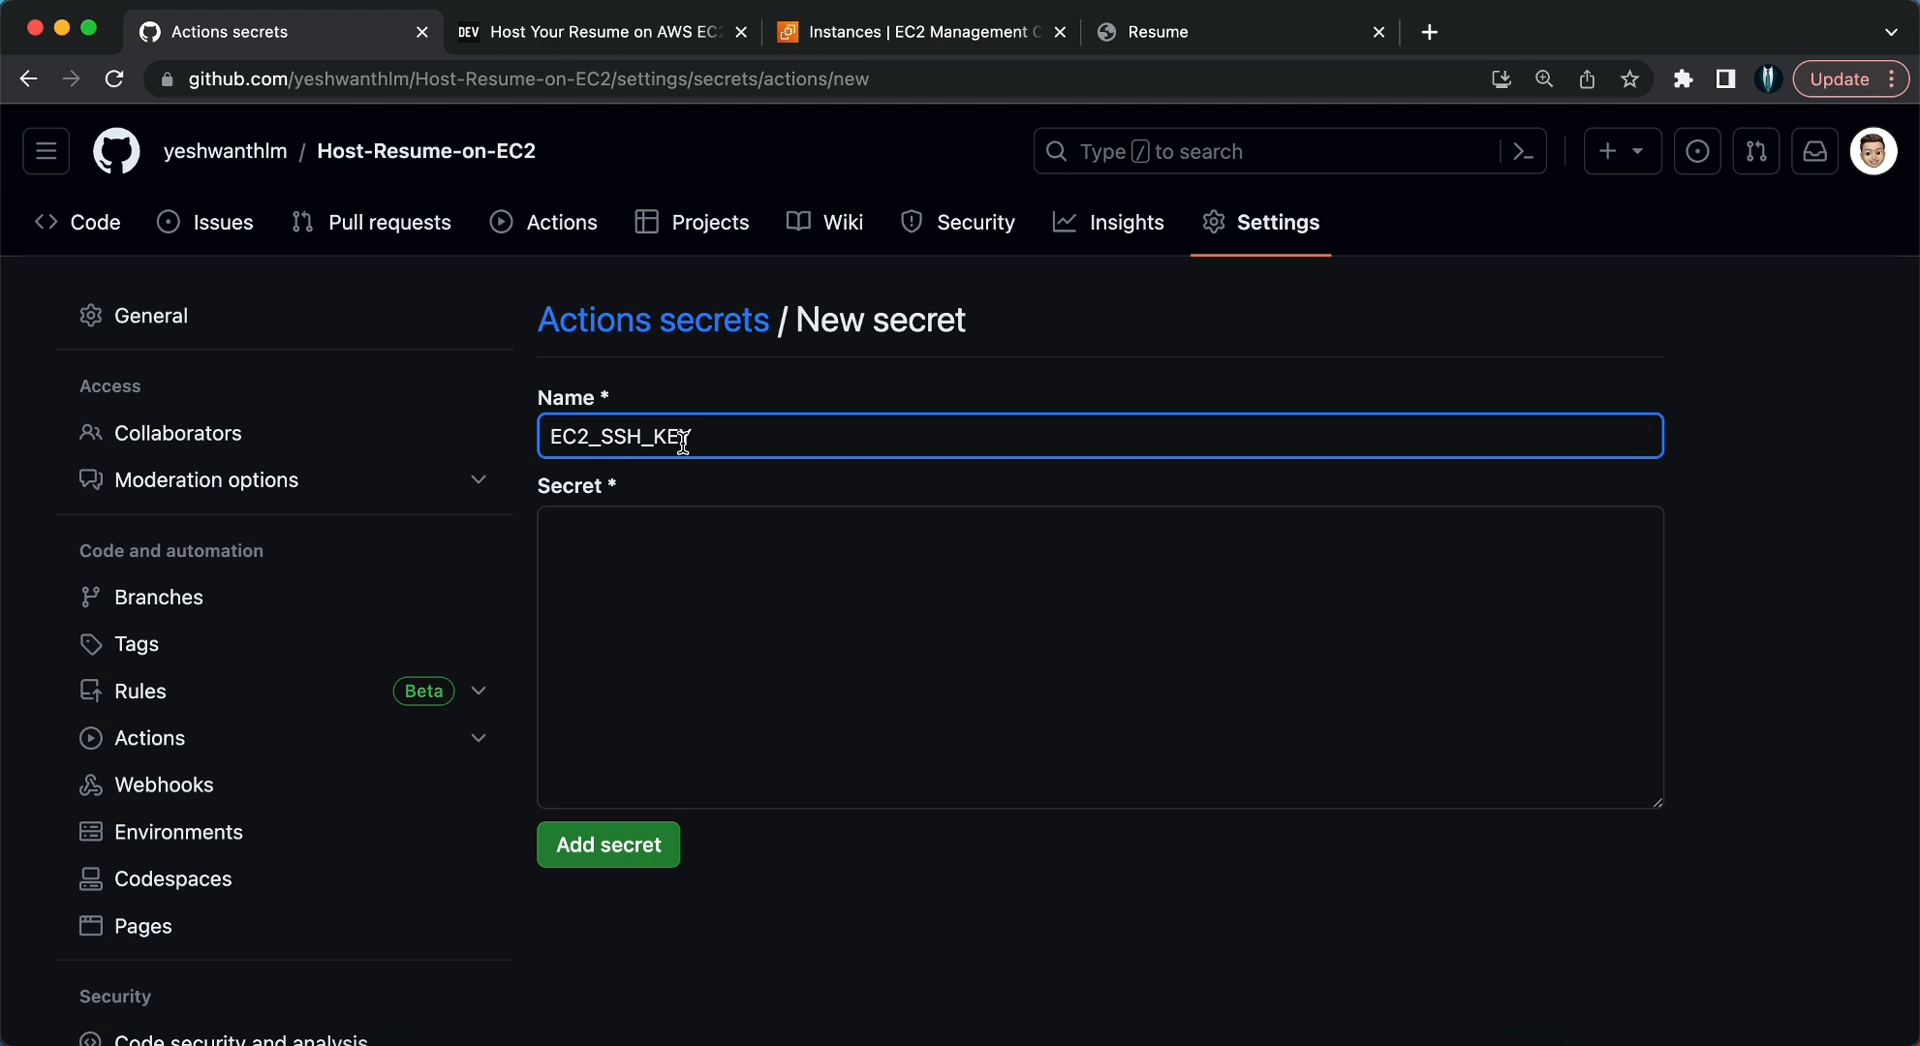 Actions secrets
DEV Host Your Resume on AWS EC2
Instances | EC2 Management C
Resume
github.com/yeshwanthlm/Host-Resume-on-EC2/settings/secrets/actions/new
Update
yeshwanthlm / Host-Resume-on-EC2
Type / to search
Code
Issues
Pull requests
Actions
Projects
Wiki
Security
Insights
Settings
General
Access
Collaborators
Moderation options
Code and automation
Branches
Tags
Rules
Beta
Actions
Webhooks
Environments
Codespaces
Pages
Security
Code security and analysis
Actions secrets / New secret
Name *
EC2_SSH_KEY
Secret *
Add secret